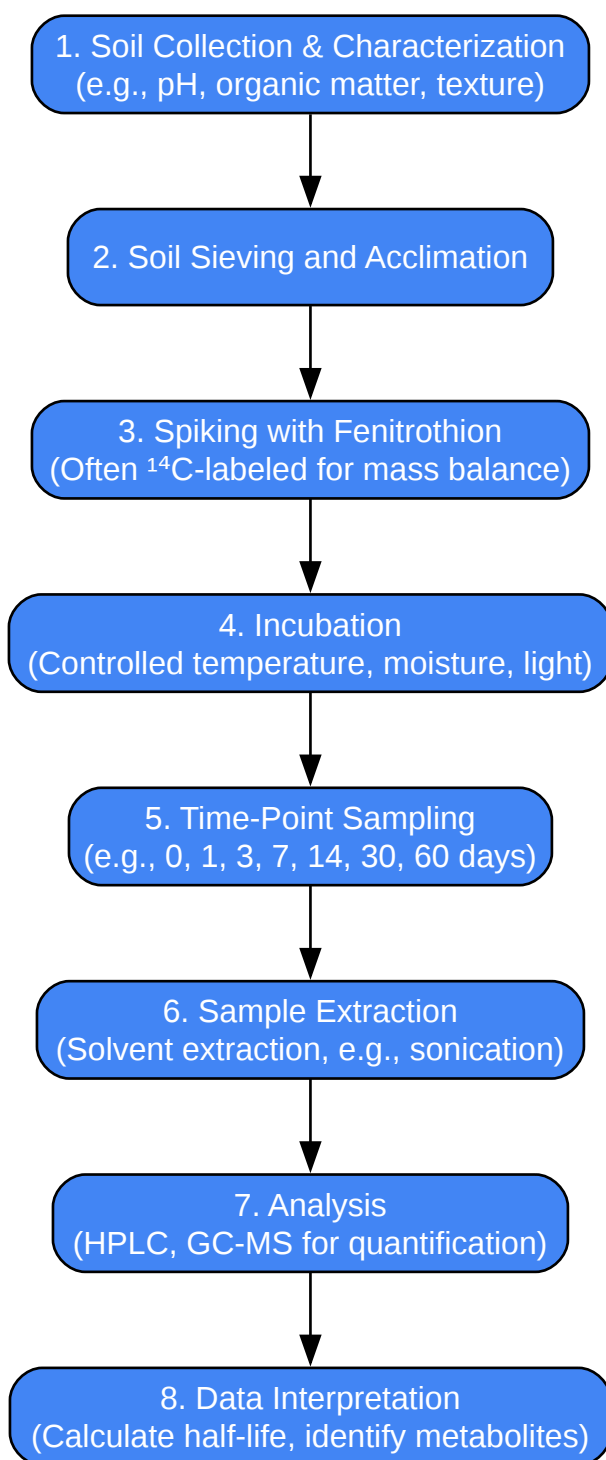 1. Soil Collection & Characterization
(e.g., pH, organic matter, texture)
2. Soil Sieving and Acclimation
3. Spiking with Fenitrothion
(Often ¹⁴C-labeled for mass balance)
4. Incubation
(Controlled temperature, moisture, light)
5. Time-Point Sampling
(e.g., 0, 1, 3, 7, 14, 30, 60 days)
6. Sample Extraction
(Solvent extraction, e.g., sonication)
7. Analysis
(HPLC, GC-MS for quantification)
8. Data Interpretation
(Calculate half-life, identify metabolites)